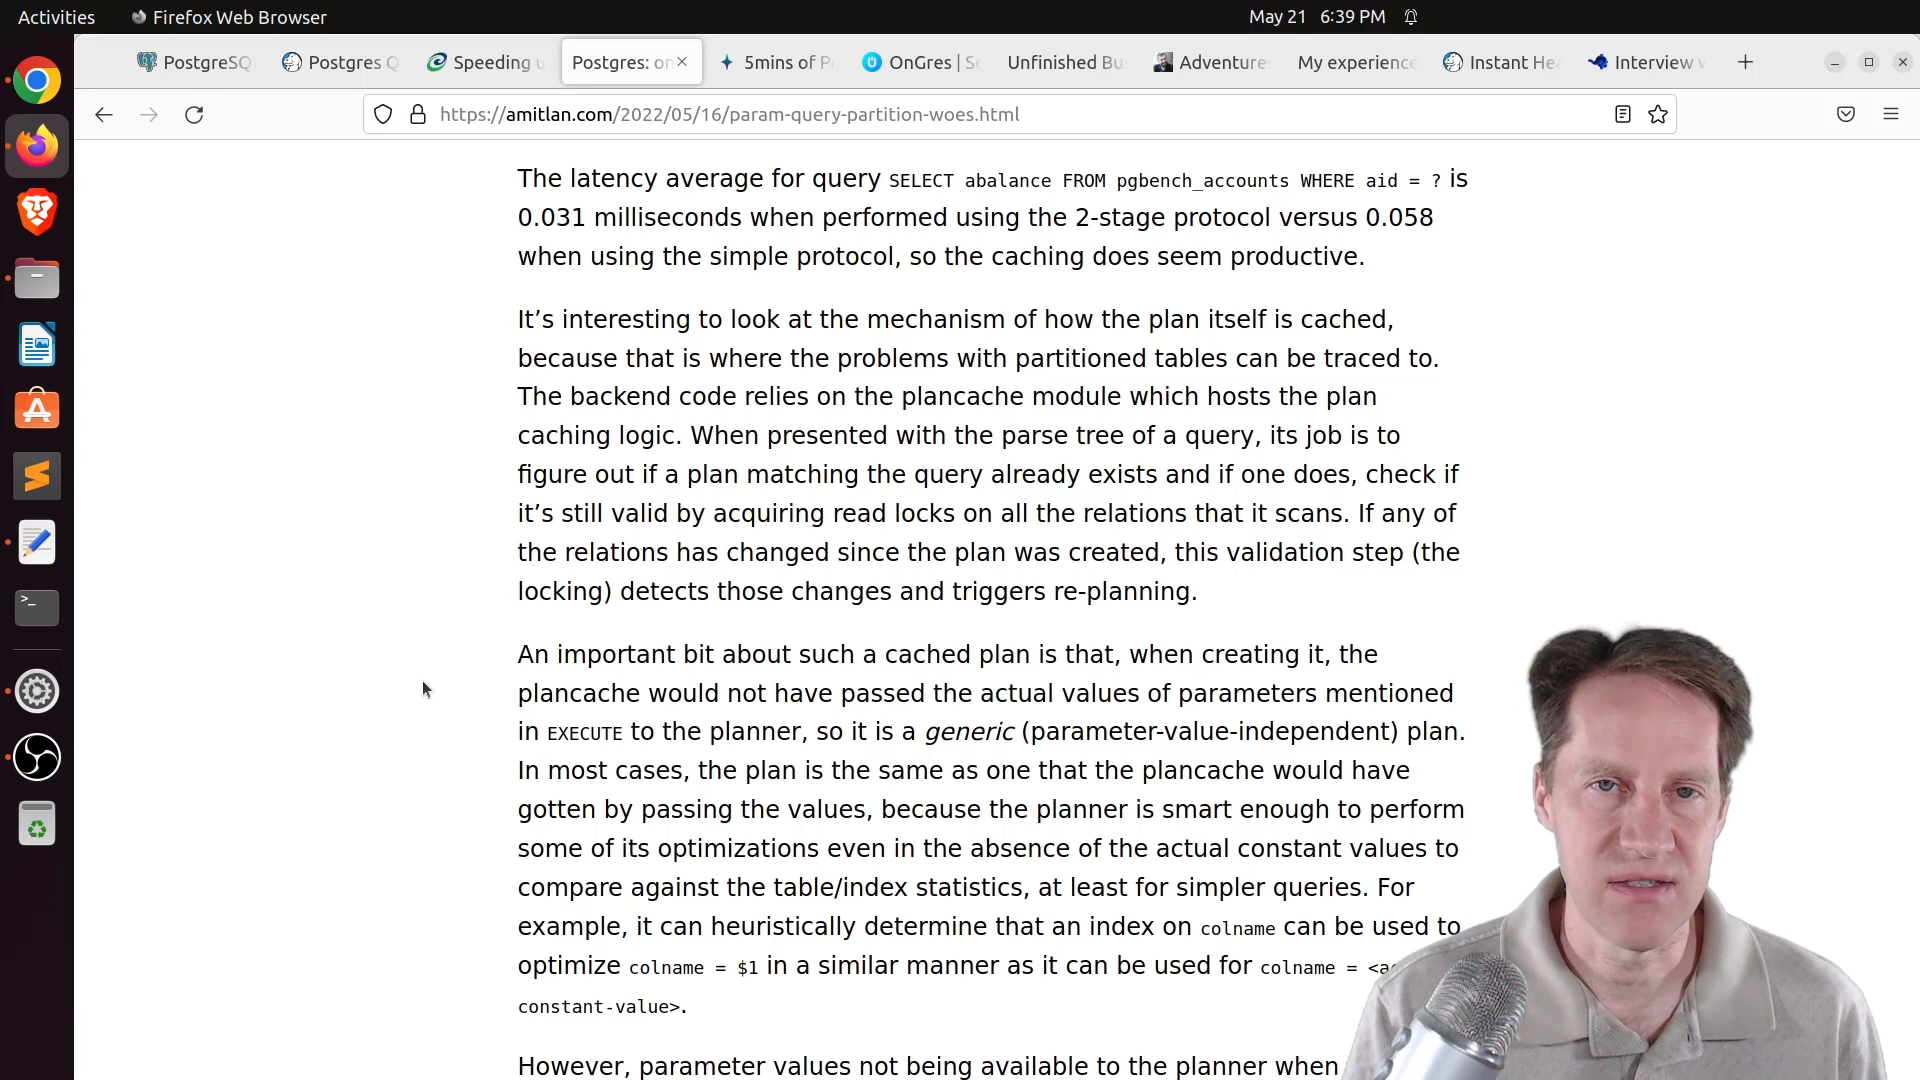 Activities
Firefox Web Browser
May 21 6:39 PM
PostgreSQ
Postgres Q
Speeding u
Postgres: on
5mins of P
OnGres | S
Unfinished Bu
Adventure
My experience
Instant Hea
Interview
https://amitlan.com/2022/05/16/param-query-partition-woes.html
The latency average for query SELECT abalance FROM pgbench_accounts WHERE aid = ? is
0.031 milliseconds when performed using the 2-stage protocol versus 0.058
when using the simple protocol, so the caching does seem productive.
It’s interesting to look at the mechanism of how the plan itself is cached,
because that is where the problems with partitioned tables can be traced to.
The backend code relies on the plancache module which hosts the plan
caching logic. When presented with the parse tree of a query, its job is to
figure out if a plan matching the query already exists and if one does, check if
it’s still valid by acquiring read locks on all the relations that it scans. If any of
the relations has changed since the plan was created, this validation step (the
locking) detects those changes and triggers re-planning.
An important bit about such a cached plan is that, when creating it, the
plancache would not have passed the actual values of parameters mentioned
in EXECUTE to the planner, so it is a generic (parameter-value-independent) plan.
In most cases, the plan is the same as one that the plancache would have
gotten by passing the values, because the planner is smart enough to perform
some of its optimizations even in the absence of the actual constant values to
compare against the table/index statistics, at least for simpler queries. For
example, it can heuristically determine that an index on colname can be used to
optimize colname = $1 in a similar manner as it can be used for colname =
constant-value>.
However, parameter values not being available to the planner when